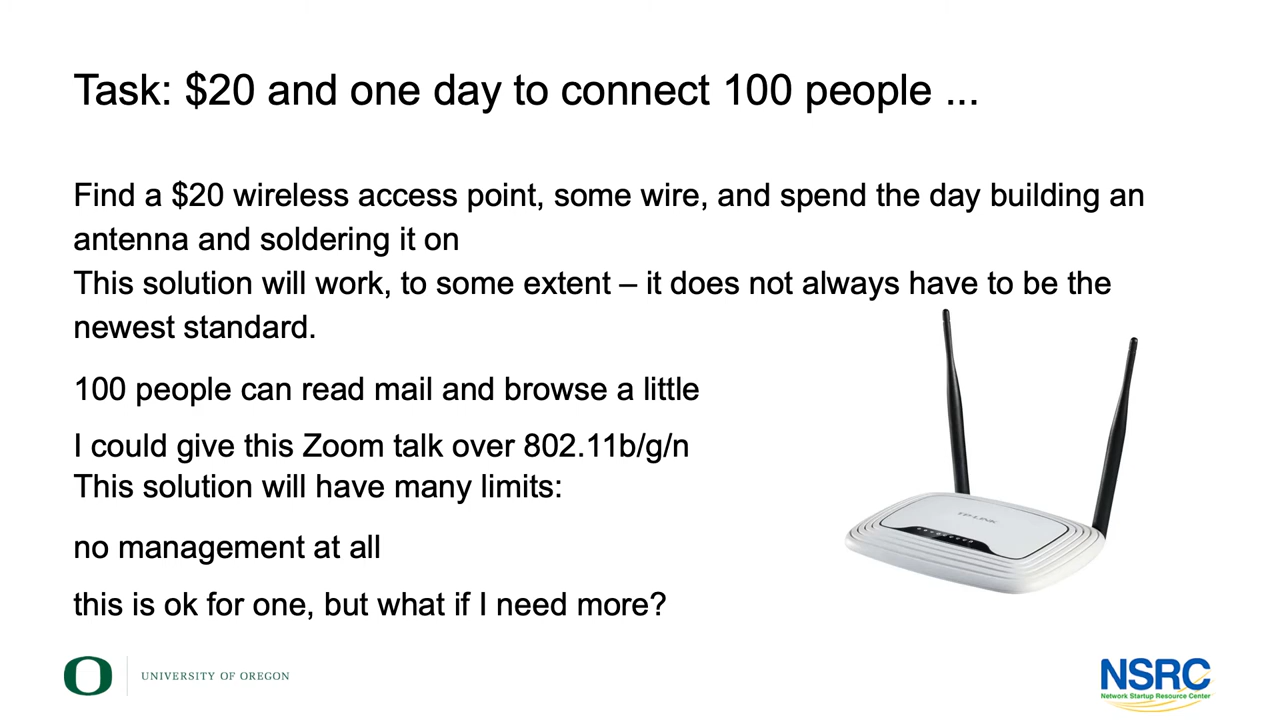 Task: $20 and one day to connect 100 people ...
Find a $20 wireless access point, some wire, and spend the day building an
antenna and soldering it on
This solution will work, to some extent – it does not always have to be the
newest standard.
100 people can read mail and browse a little
I could give this Zoom talk over 802.11b/g/n
This solution will have many limits:
no management at all
this is ok for one, but what if I need more?
TP-LINK
UNIVERSITY OF OREGON
NSRC
Network Startup Resource Center